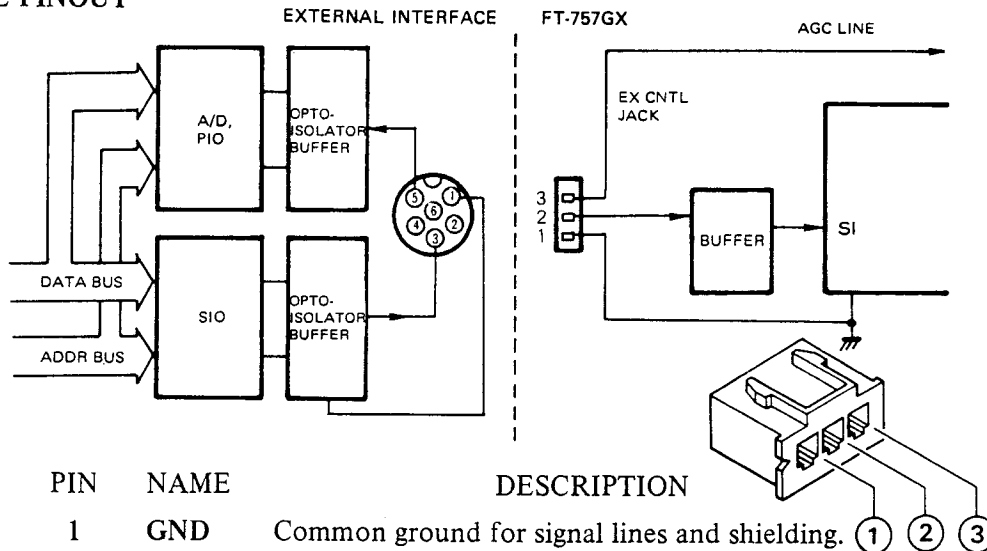 PINOUT
EXTERNAL INTERFACE
FT-757GX
AGC LINE
A/D,
PIO
OPTO-
ISOLATOR
BUFFER
EX CNTL
JACK
5
1
6
4
2
3
3
2
1
BUFFER
SI
DATA BUS
SIO
OPTO-
ISOLATOR
BUFFER
ADDR BUS
PIN NAME DESCRIPTION
1 GND Common ground for signal lines and shielding.
1 2 3